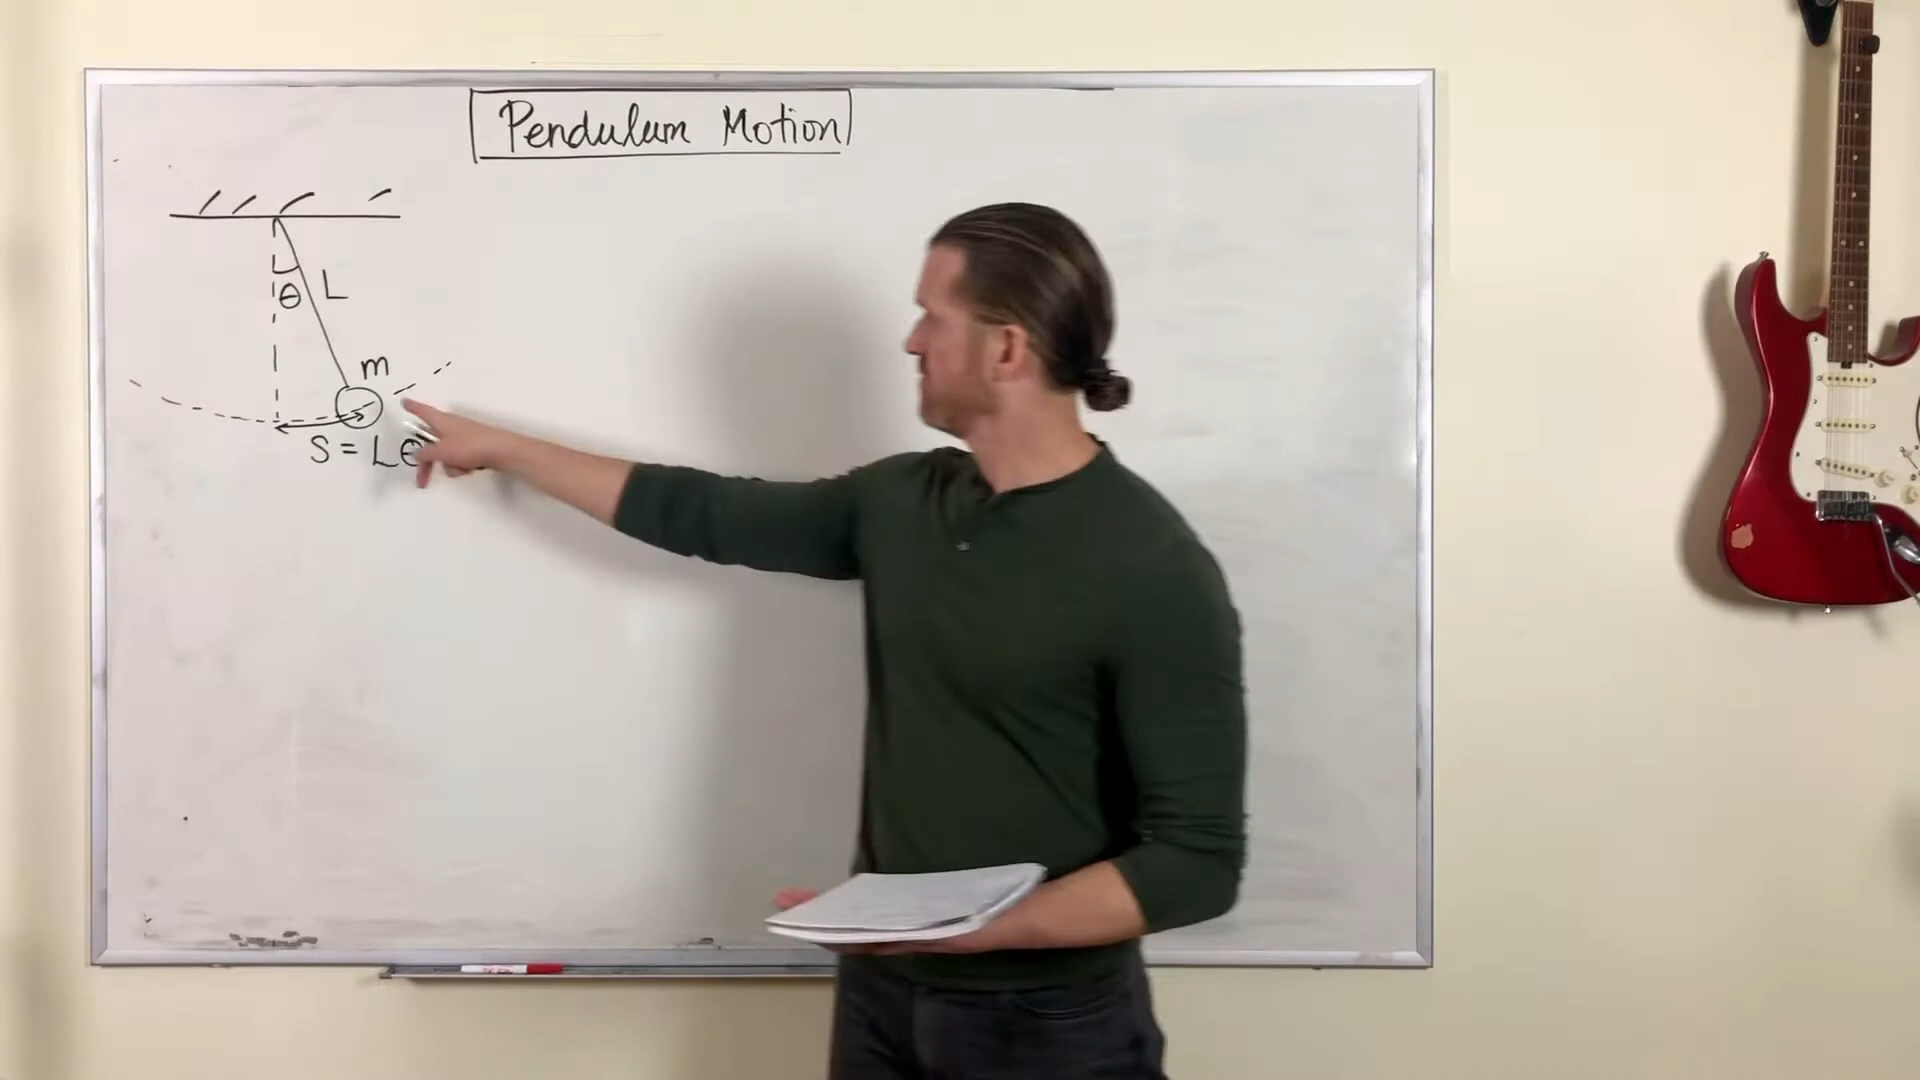 Pendulum Motion
θ
L
m
S = Lθ